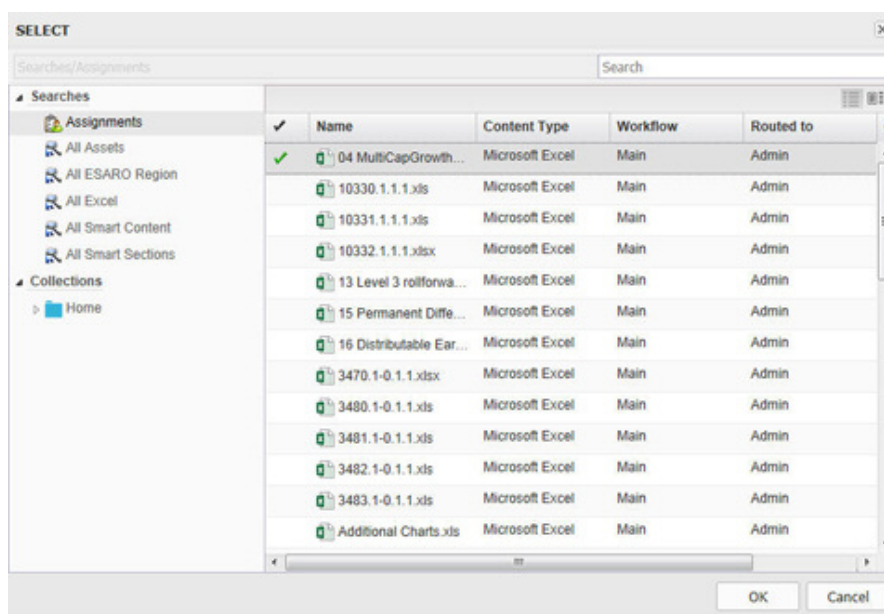 SELECT
Searches/Assignments
Search
Searches
Assignments
All Assets
All ESARO Region
All Excel
All Smart Content
All Smart Sections
Collections
Home
Name Content Type Workflow Routed to
04 MultiCapGrowth... Microsoft Excel Main Admin
10330.1.1.1.xls Microsoft Excel Main Admin
10331.1.1.1.xls Microsoft Excel Main Admin
10332.1.1.1.xlsx Microsoft Excel Main Admin
13 Level 3 rollforwa... Microsoft Excel Main Admin
15 Permanent Diffe... Microsoft Excel Main Admin
16 Distributable Ear... Microsoft Excel Main Admin
3470.1-0.1.1.xlsx Microsoft Excel Main Admin
3480.1-0.1.1.xls Microsoft Excel Main Admin
3481.1-0.1.1.xls Microsoft Excel Main Admin
3482.1-0.1.1.xls Microsoft Excel Main Admin
3483.1-0.1.1.xls Microsoft Excel Main Admin
Additional Charts.xls Microsoft Excel Main Admin
OK Cancel